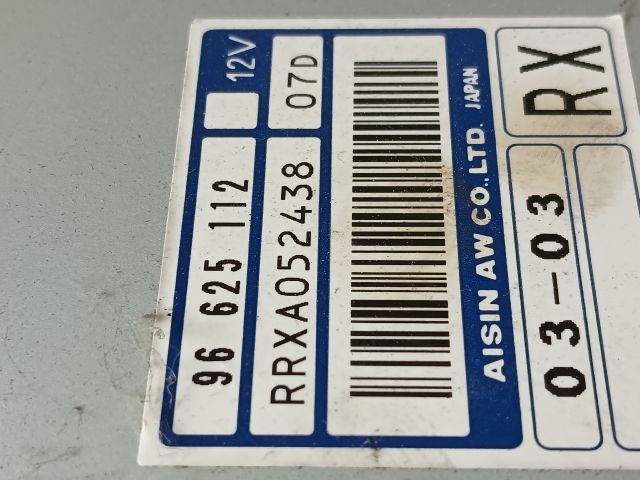 96 625 112
12V
RRXA052438
07D
AISIN AW CO.,LTD. JAPAN
03-03
RX